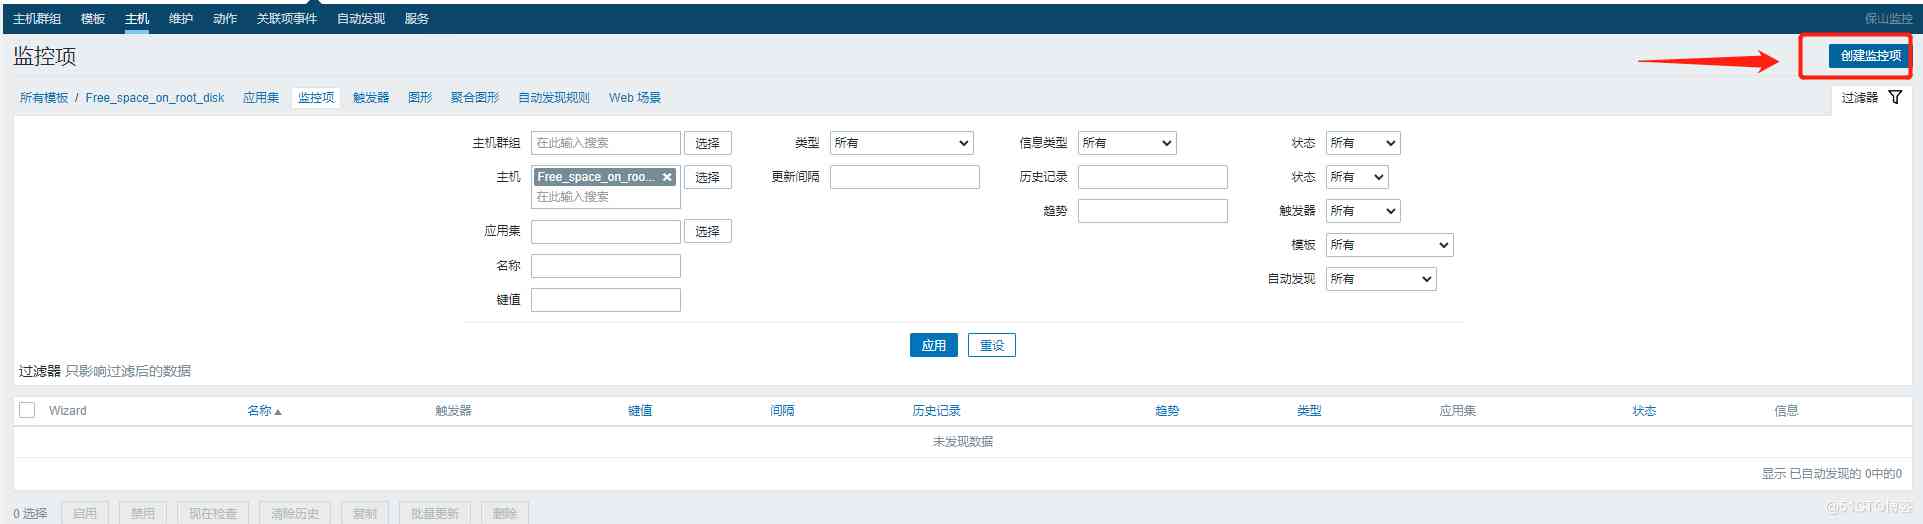 主机群组 模板 主机 维护 动作 关联项事件 自动发现 服务 保山监控
监控项 创建监控项
所有模板 / Free_space_on_root_disk 应用集 监控项 触发器 图形 聚合图形 自动发现规则 Web 场景 过滤器
主机群组 在此输入搜索 选择 类型 所有 信息类型 所有 状态 所有
主机 Free_space_on_roo... 选择 更新间隔 历史记录 状态 所有
在此输入搜索
趋势 触发器 所有
应用集 选择
模板 所有
名称
自动发现 所有
键值
应用 重设
过滤器 只影响过滤后的数据
Wizard 名称 触发器 键值 间隔 历史记录 趋势 类型 应用集 状态 信息
未发现数据
显示 已自动发现的 0中的0
0 选择 启用 禁用 现在检查 清除历史 复制 批量更新 删除
@51CTO博客